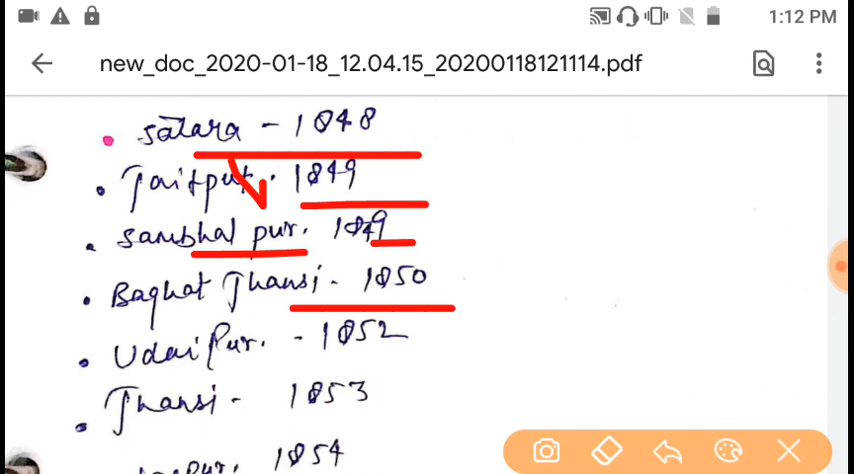 1:12 PM
new_doc_2020-01-18_12.04.15_20200118121114.pdf
Satara - 1848
Jaitpur. 1849
Sambhal pur. 1849
Baghat Jhansi - 1850
Udaipur. - 1852
Jhansi - 1853
pur. 1854